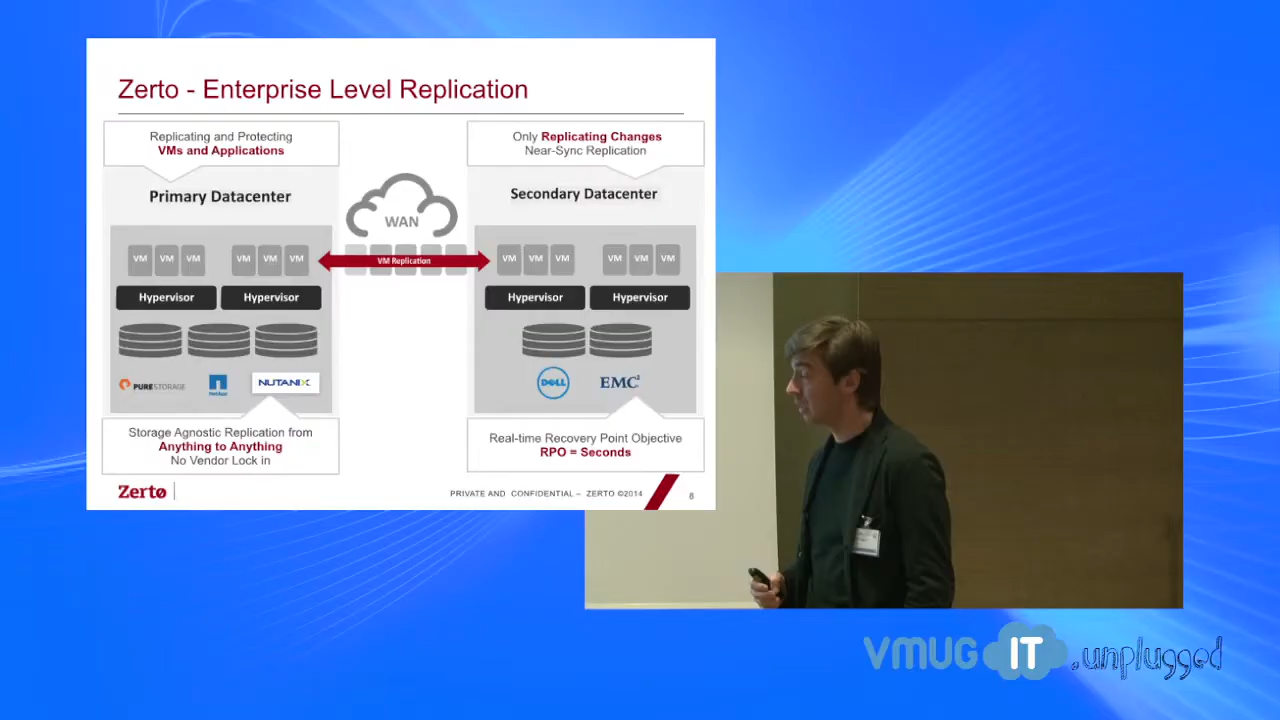 Zerto - Enterprise Level Replication
Replicating and Protecting
VMs and Applications
Only Replicating Changes
Near-Sync Replication
Primary Datacenter
WAN
Secondary Datacenter
VM VM VM VM VM VM
VM Replication
VM VM VM VM VM VM
Hypervisor Hypervisor
Hypervisor Hypervisor
PURESTORAGE
NetApp
NUTANIX
DELL
EMC²
Storage Agnostic Replication from
Anything to Anything
No Vendor Lock in
Real-time Recovery Point Objective
RPO = Seconds
Zerto
PRIVATE AND CONFIDENTIAL – ZERTO ©2014
8
VMUG IT .unplugged